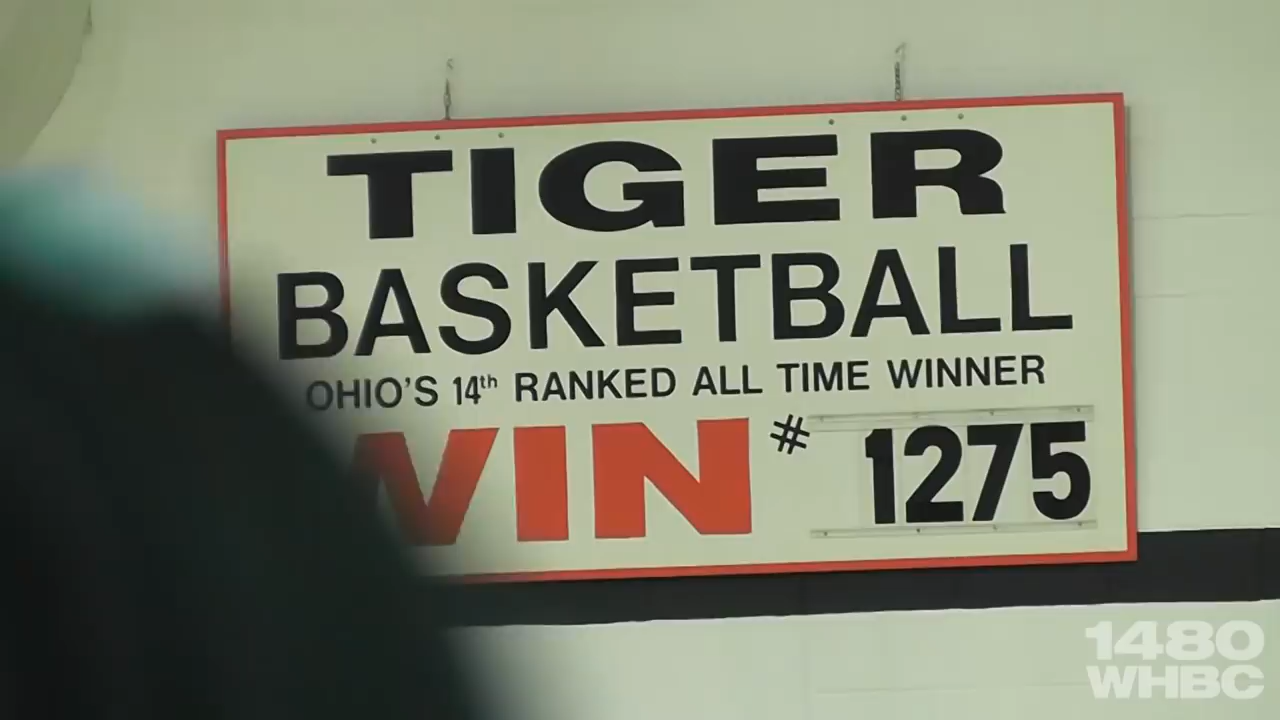 TIGER
BASKETBALL
OHIO'S 14th RANKED ALL TIME WINNER
WIN # 1275
1480
WHBC